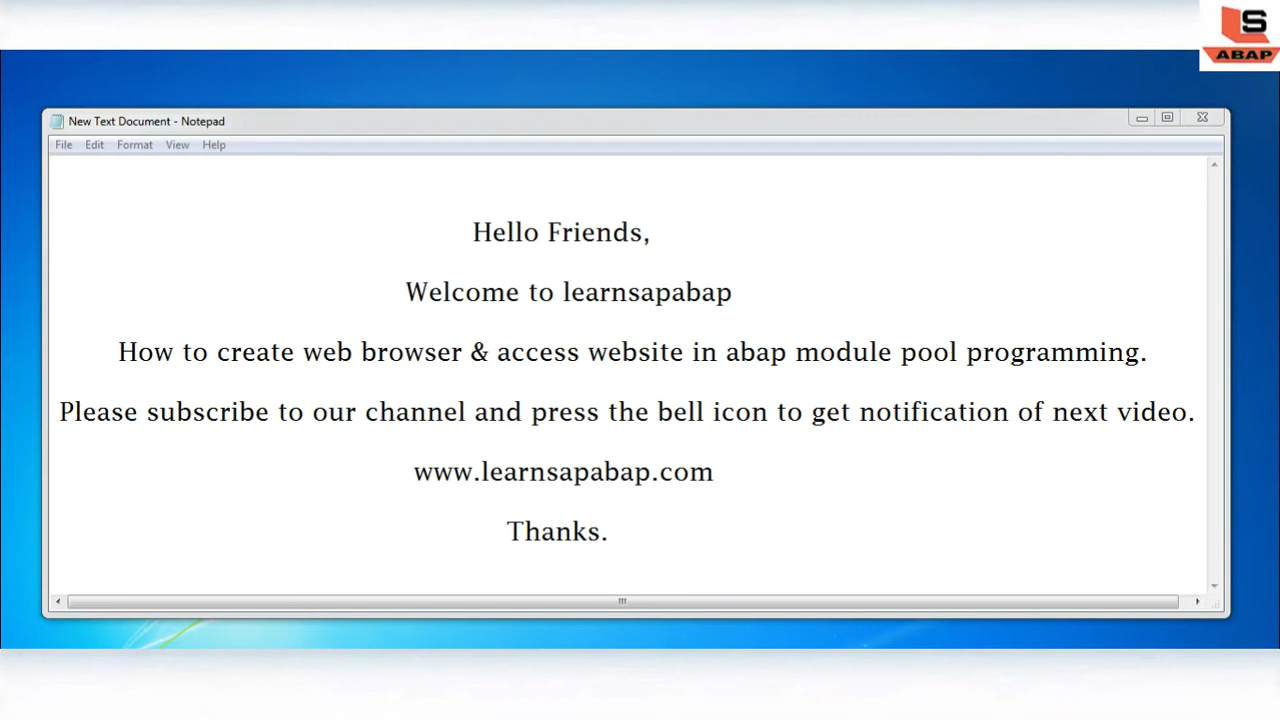 S
ABAP
New Text Document - Notepad
File Edit Format View Help
Hello Friends,
Welcome to learnsapabap
How to create web browser & access website in abap module pool programming.
Please subscribe to our channel and press the bell icon to get notification of next video.
www.learnsapabap.com
Thanks.